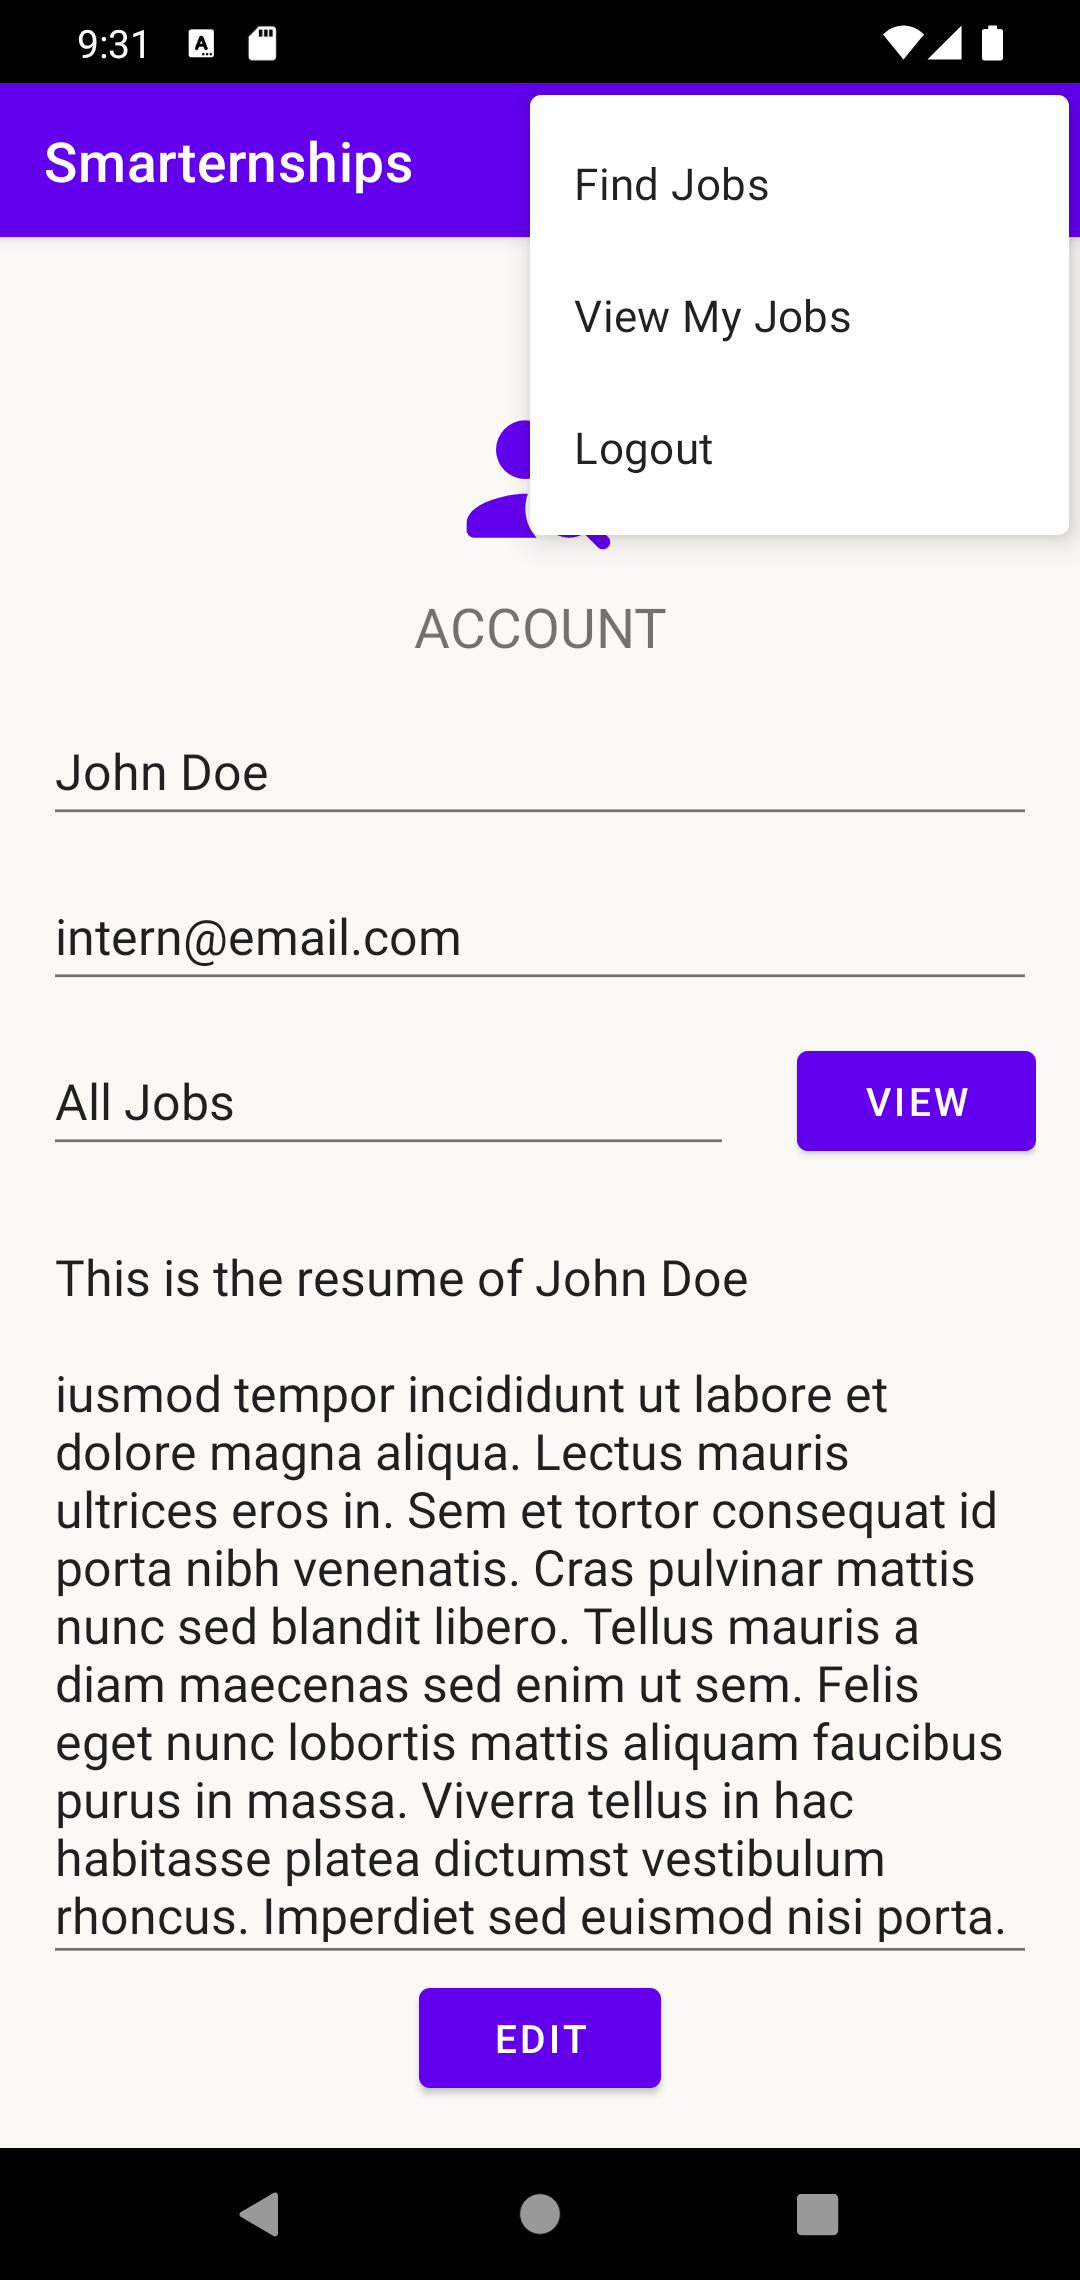 9:31
Smarternships
Find Jobs
View My Jobs
Logout
ACCOUNT
John Doe
intern@email.com
All Jobs
VIEW
This is the resume of John Doe
iusmod tempor incididunt ut labore et
dolore magna aliqua. Lectus mauris
ultrices eros in. Sem et tortor consequat id
porta nibh venenatis. Cras pulvinar mattis
nunc sed blandit libero. Tellus mauris a
diam maecenas sed enim ut sem. Felis
eget nunc lobortis mattis aliquam faucibus
purus in massa. Viverra tellus in hac
habitasse platea dictumst vestibulum
rhoncus. Imperdiet sed euismod nisi porta.
EDIT